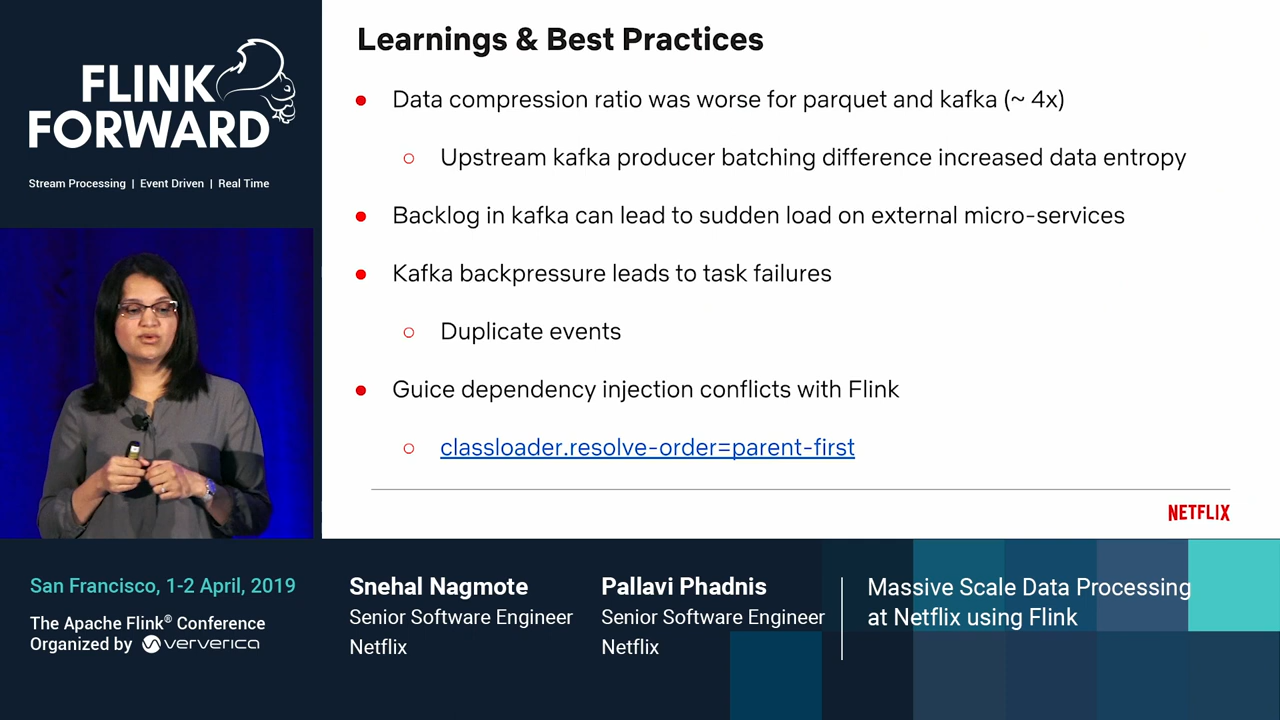 FLINK
FORWARD
Stream Processing | Event Driven | Real Time
Learnings & Best Practices
● Data compression ratio was worse for parquet and kafka (~ 4x)
○ Upstream kafka producer batching difference increased data entropy
● Backlog in kafka can lead to sudden load on external micro-services
● Kafka backpressure leads to task failures
○ Duplicate events
● Guice dependency injection conflicts with Flink
○ classloader.resolve-order=parent-first
NETFLIX
San Francisco, 1-2 April, 2019
The Apache Flink® Conference
Organized by ververica
Snehal Nagmote
Senior Software Engineer
Netflix
Pallavi Phadnis
Senior Software Engineer
Netflix
Massive Scale Data Processing
at Netflix using Flink